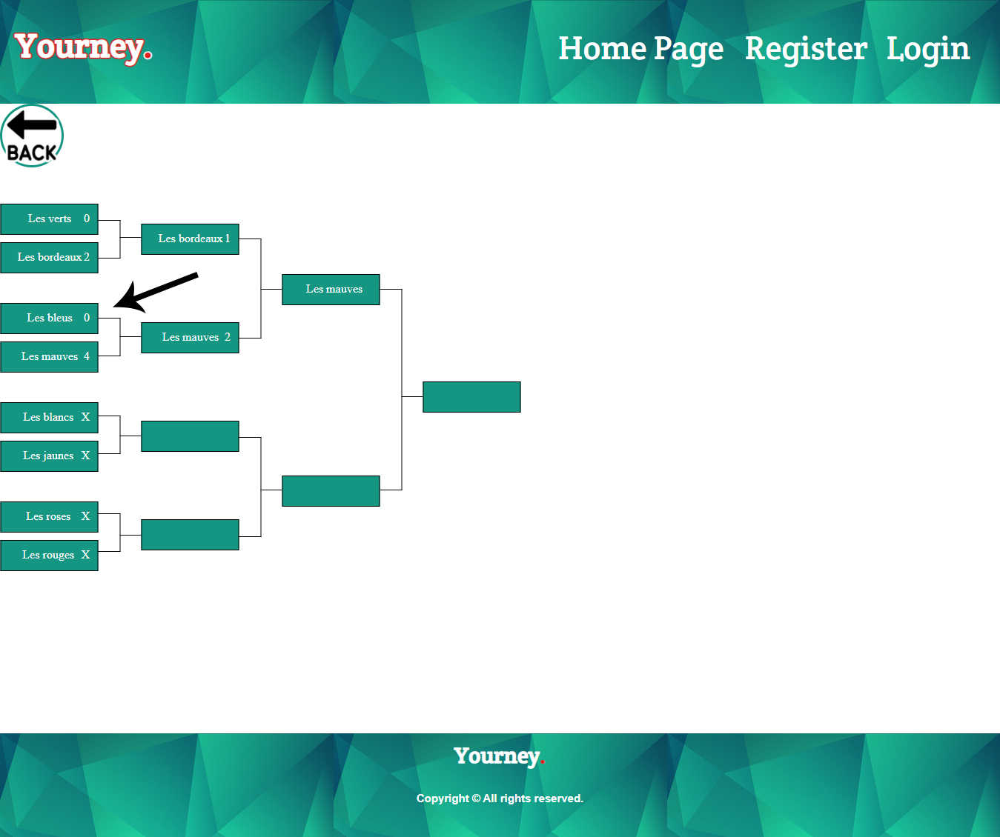 Yourney.
Home Page Register Login
BACK
Les verts 0
Les bordeaux 2
Les bleus 0
Les mauves 4
Les blancs X
Les jaunes X
Les roses X
Les rouges X
Les bordeaux 1
Les mauves 2
Les mauves
Yourney.
Copyright © All rights reserved.